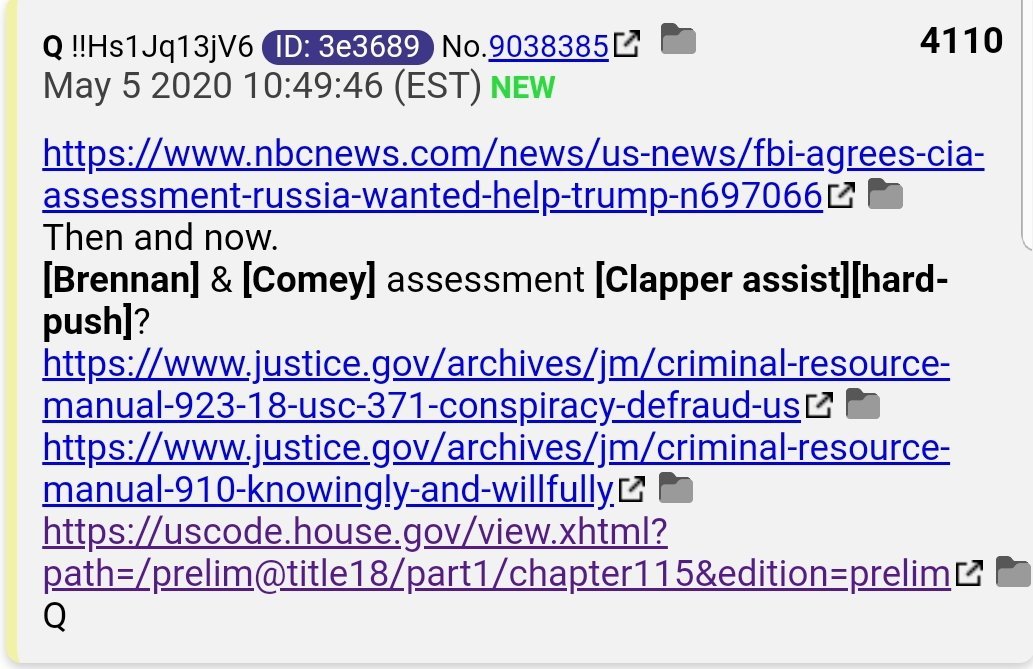 Q !!Hs1Jq13jV6 ID: 3e3689 No.9038385 4110
May 5 2020 10:49:46 (EST) NEW
https://www.nbcnews.com/news/us-news/fbi-agrees-cia-
assessment-russia-wanted-help-trump-n697066
Then and now.
[Brennan] & [Comey] assessment [Clapper assist][hard-
push]?
https://www.justice.gov/archives/jm/criminal-resource-
manual-923-18-usc-371-conspiracy-defraud-us
https://www.justice.gov/archives/jm/criminal-resource-
manual-910-knowingly-and-willfully
https://uscode.house.gov/view.xhtml?
path=/prelim@title18/part1/chapter115&edition=prelim
Q